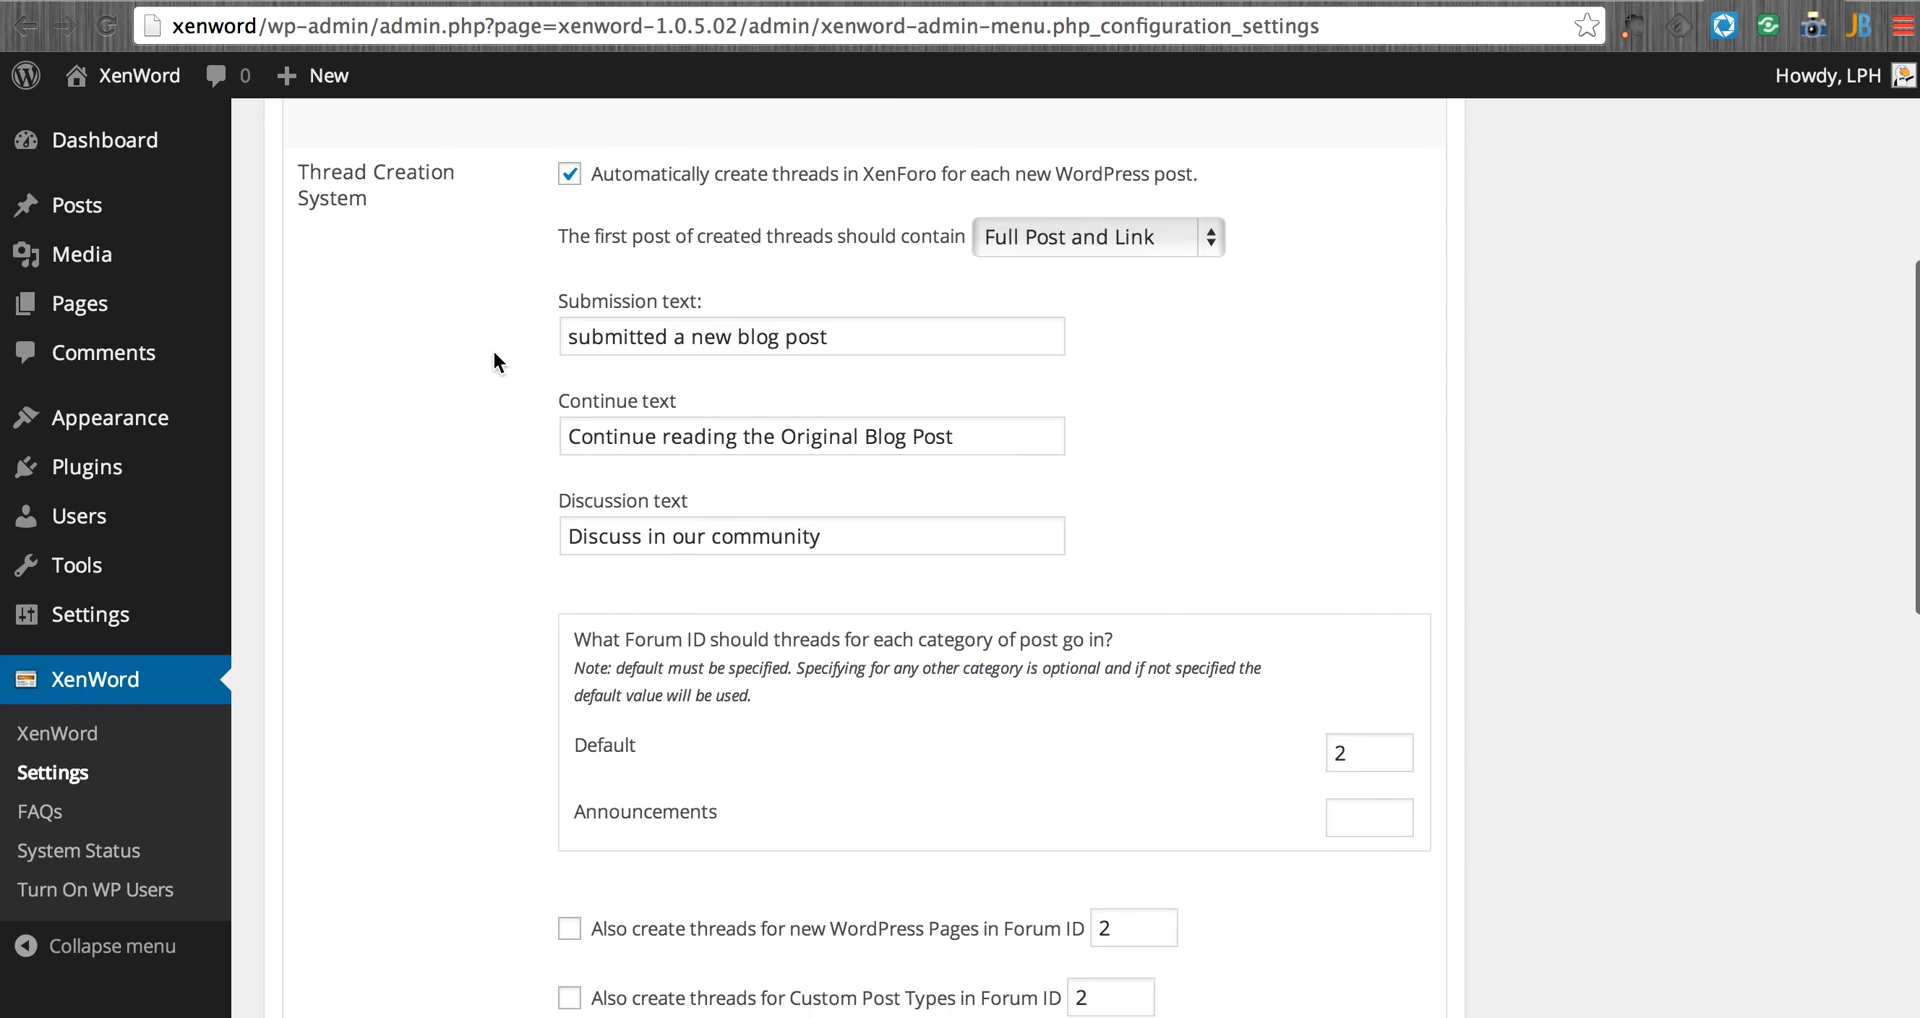 xenword/wp-admin/admin.php?page=xenword-1.0.5.02/admin/xenword-admin-menu.php_configuration_settings
JB
XenWord
0
New
Howdy, LPH
Dashboard
Posts
Media
Pages
Comments
Appearance
Plugins
Users
Tools
Settings
XenWord
XenWord
Settings
FAQs
System Status
Turn On WP Users
Collapse menu
Thread Creation
System
Automatically create threads in XenForo for each new WordPress post.
The first post of created threads should contain Full Post and Link
Submission text:
submitted a new blog post
Continue text
Continue reading the Original Blog Post
Discussion text
Discuss in our community
What Forum ID should threads for each category of post go in?
Note: default must be specified. Specifying for any other category is optional and if not specified the
default value will be used.
Default 2
Announcements
Also create threads for new WordPress Pages in Forum ID 2
Also create threads for Custom Post Types in Forum ID 2